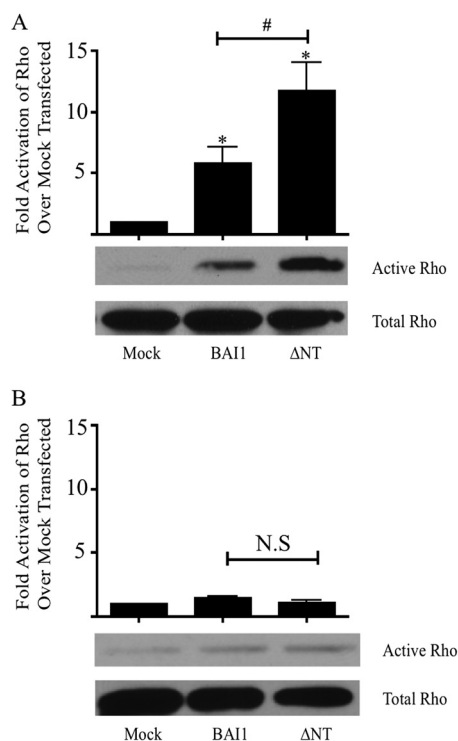 A
#
15
10
5
*
*
Fold Activation of Rho
Over Mock Transfected
Active Rho
Total Rho
Mock BAI1 ΔNT
B
15
10
5
N.S
Fold Activation of Rho
Over Mock Transfected
Active Rho
Total Rho
Mock BAI1 ΔNT